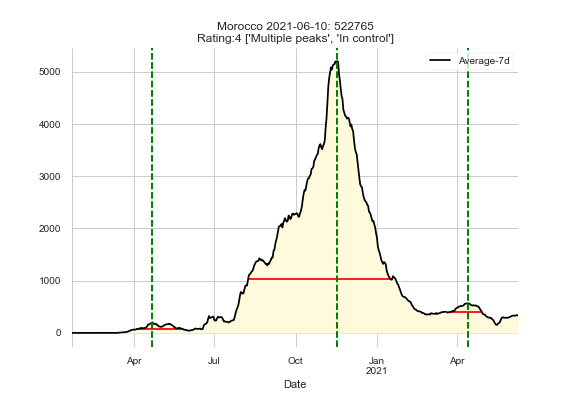 Morocco 2021-06-10: 522765
Rating:4 ['Multiple peaks', 'In control']
Average-7d
5000
4000
3000
2000
1000
0
Apr Jul Oct Jan Apr
2021
Date